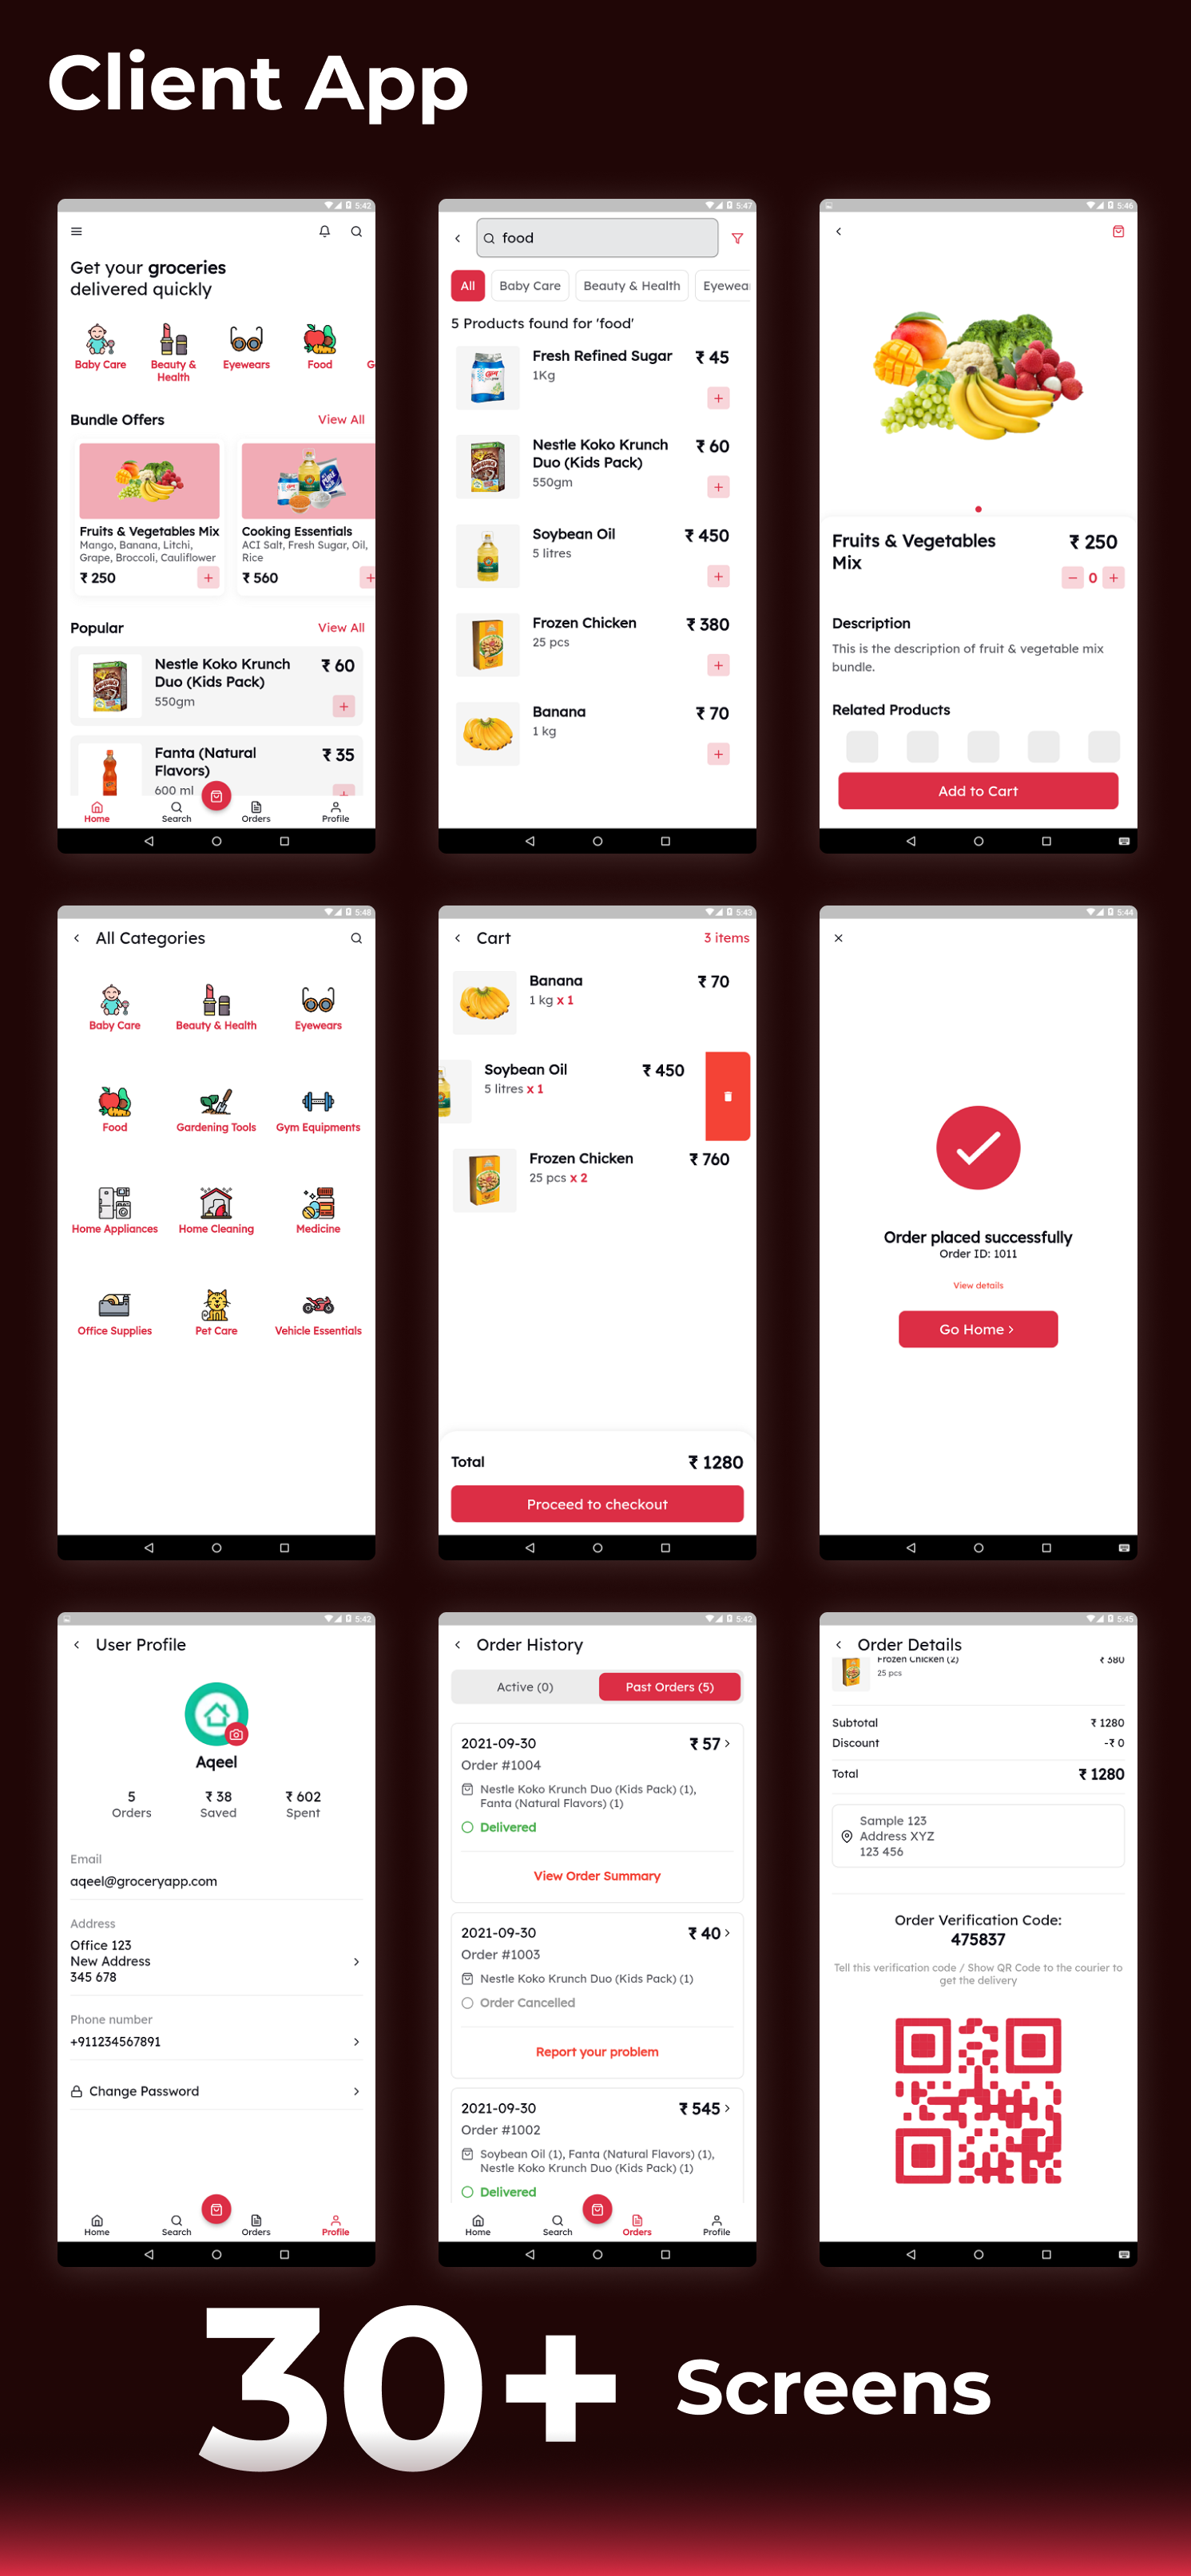 Client App
5:42
Get your groceries
delivered quickly
Baby Care
Beauty &
Health
Eyewears
Food
G
Bundle Offers
View All
Fruits & Vegetables Mix
Mango, Banana, Litchi,
Grape, Broccoli, Cauliflower
₹ 250
Cooking Essentials
ACI Salt, Fresh Sugar, Oil,
Rice
₹ 560
Popular
View All
Nestle Koko Krunch
Duo (Kids Pack)
550gm
₹ 60
Fanta (Natural
Flavors)
600 ml
₹ 35
Home
Search
Orders
Profile
5:47
food
All
Baby Care
Beauty & Health
Eyewear
5 Products found for 'food'
Fresh Refined Sugar
1Kg
₹ 45
Nestle Koko Krunch
Duo (Kids Pack)
550gm
₹ 60
Soybean Oil
5 litres
₹ 450
Frozen Chicken
25 pcs
₹ 380
Banana
1 kg
₹ 70
5:46
Fruits & Vegetables
Mix
₹ 250
0
Description
This is the description of fruit & vegetable mix
bundle.
Related Products
Add to Cart
5:48
All Categories
Baby Care
Beauty & Health
Eyewears
Food
Gardening Tools
Gym Equipments
Home Appliances
Home Cleaning
Medicine
Office Supplies
Pet Care
Vehicle Essentials
5:43
Cart
3 items
Banana
1 kg x 1
₹ 70
Soybean Oil
5 litres x 1
₹ 450
Frozen Chicken
25 pcs x 2
₹ 760
Total
₹ 1280
Proceed to checkout
5:44
Order placed successfully
Order ID: 1011
View details
Go Home
5:42
User Profile
Aqeel
5
Orders
₹ 38
Saved
₹ 602
Spent
Email
aqeel@groceryapp.com
Address
Office 123
New Address
345 678
Phone number
+911234567891
Change Password
Home
Search
Orders
Profile
5:42
Order History
Active (0)
Past Orders (5)
2021-09-30
₹ 57
Order #1004
Nestle Koko Krunch Duo (Kids Pack) (1),
Fanta (Natural Flavors) (1)
Delivered
View Order Summary
2021-09-30
₹ 40
Order #1003
Nestle Koko Krunch Duo (Kids Pack) (1)
Order Cancelled
Report your problem
2021-09-30
₹ 545
Order #1002
Soybean Oil (1), Fanta (Natural Flavors) (1),
Nestle Koko Krunch Duo (Kids Pack) (1)
Delivered
Home
Search
Orders
Profile
5:45
Order Details
Frozen Chicken (2)
₹ 380
25 pcs
Subtotal
₹ 1280
Discount
-₹ 0
Total
₹ 1280
Sample 123
Address XYZ
123 456
Order Verification Code:
475837
Tell this verification code / Show QR Code to the courier to
get the delivery
30+ Screens